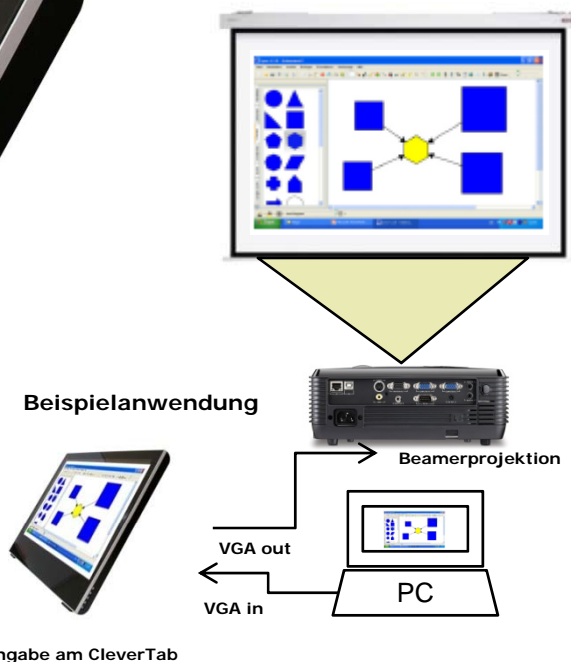 Beispielanwendung
Beamerprojektion
VGA out
PC
VGA in
ngabe am CleverTab